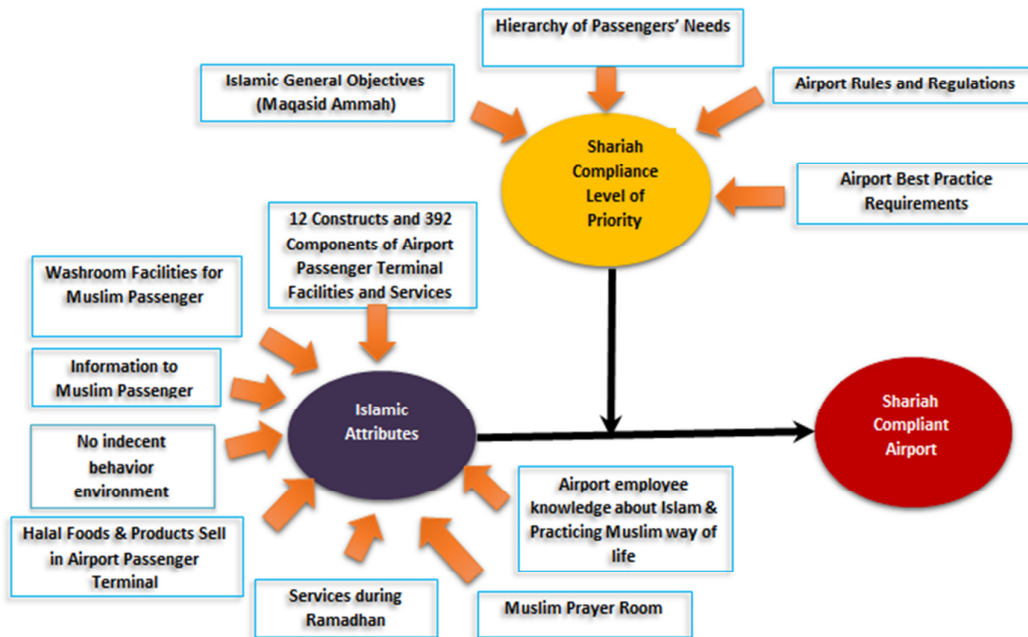 Hierarchy of Passengers' Needs
Islamic General Objectives
(Maqasid Ammah)
Airport Rules and Regulations
Shariah
Compliance
Level of
Priority
Airport Best Practice
Requirements
12 Constructs and 392
Components of Airport
Passenger Terminal
Facilities and Services
Washroom Facilities for
Muslim Passenger
Information to
Muslim Passenger
Islamic
Attributes
Shariah
Compliant
Airport
No indecent
behavior
environment
Airport employee
knowledge about Islam &
Practicing Muslim way of
life
Halal Foods & Products Sell
in Airport Passenger
Terminal
Services during
Ramadhan
Muslim Prayer Room